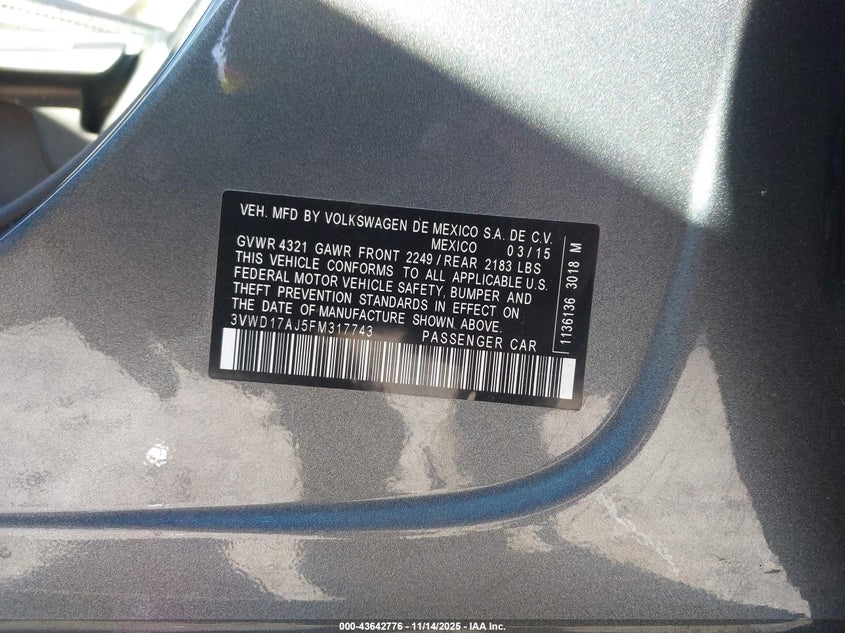 VEH. MFD BY VOLKSWAGEN DE MEXICO S.A. DE C.V.
MEXICO 03/15
GVWR 4321 GAWR FRONT 2249/REAR 2183 LBS
THIS VEHICLE CONFORMS TO ALL APPLICABLE U.S.
FEDERAL MOTOR VEHICLE SAFETY, BUMPER AND
THEFT PREVENTION STANDARDS IN EFFECT ON
THE DATE OF MANUFACTURE SHOWN ABOVE.
3VWD17AJ5FM317743 PASSENGER CAR
1136136 3018 M
000-43642776 - 11/14/2025 - IAA Inc.